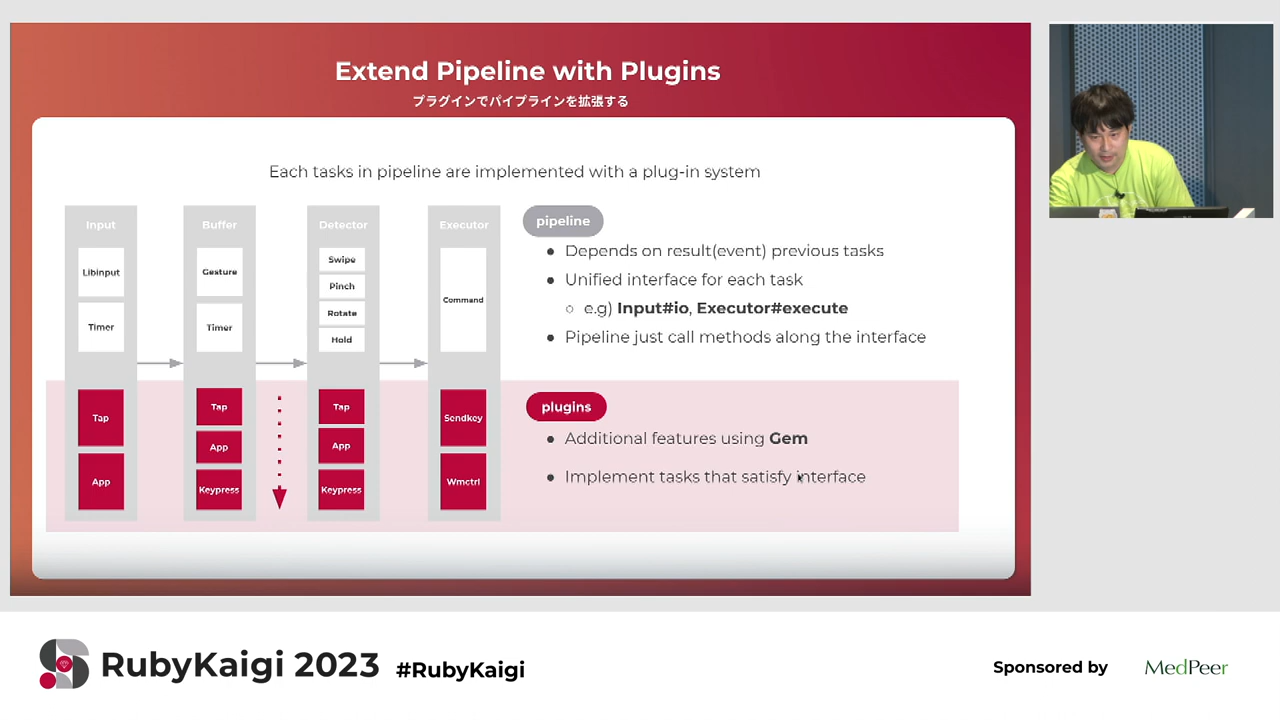 Extend Pipeline with Plugins
プラグインでパイプラインを拡張する
Each tasks in pipeline are implemented with a plug-in system
Input
Libinput
Timer
Tap
App
Buffer
Gesture
Timer
Tap
App
Keypress
Detector
Swipe
Pinch
Rotate
Hold
Tap
App
Keypress
Executor
Command
Sendkey
Wmctrl
pipeline
● Depends on result(event) previous tasks
● Unified interface for each task
○ e.g) Input#io, Executor#execute
● Pipeline just call methods along the interface
plugins
● Additional features using Gem
● Implement tasks that satisfy interface
RubyKaigi 2023 #RubyKaigi
Sponsored by MedPeer